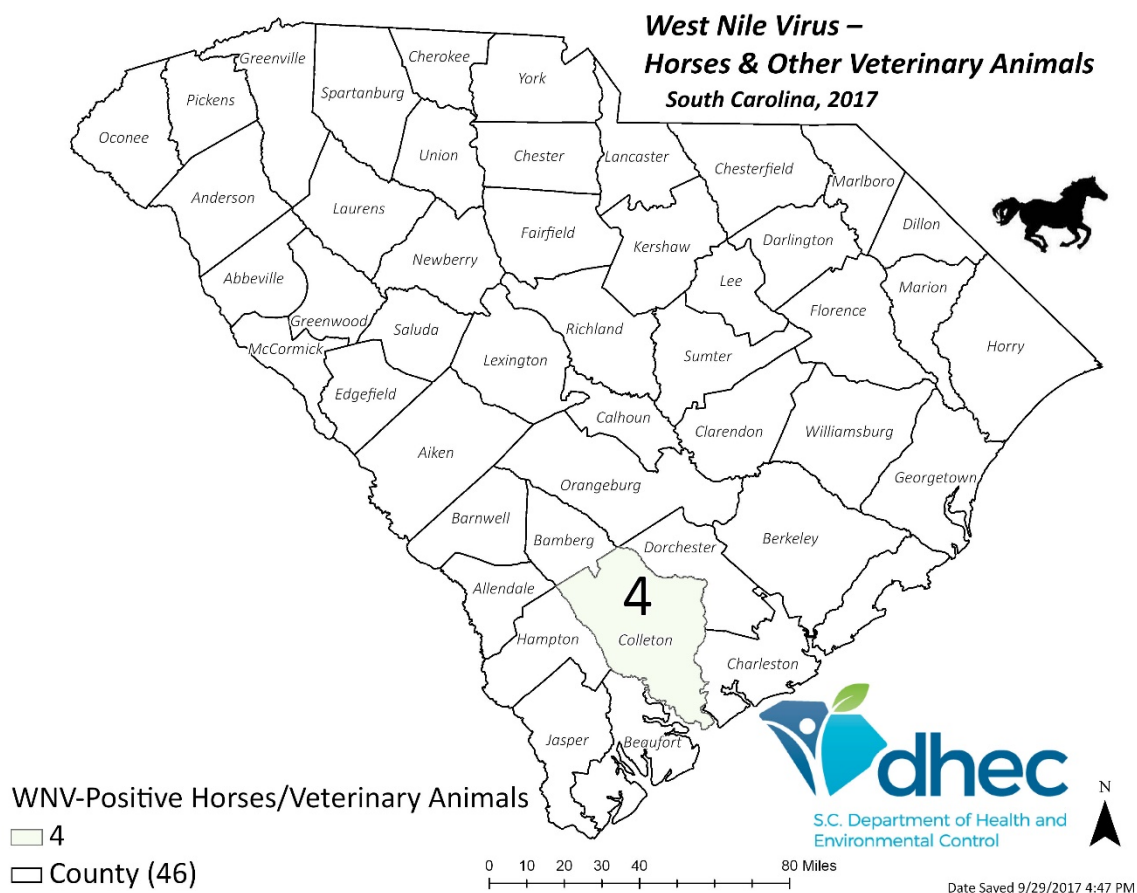 West Nile Virus –
Horses & Other Veterinary Animals
South Carolina, 2017
Cherokee
Greenville
York
Spartanburg
Pickens
Oconee
Union
Chester
Lancaster
Chesterfield
Marlboro
Anderson
Laurens
Dillon
Fairfield
Kershaw
Darlington
Newberry
Abbeville
Lee
Marion
Florence
Greenwood
Saluda
Richland
McCormick
Lexington
Sumter
Horry
Edgefield
Calhoun
Clarendon
Williamsburg
Aiken
Georgetown
Orangeburg
Barnwell
Bamberg
Dorchester
Berkeley
Allendale
4
Hampton
Colleton
Charleston
Jasper
Beaufort
dhec
S.C. Department of Health and
Environmental Control
WNV-Positive Horses/Veterinary Animals
4
County (46)
N
0 10 20 30 40 80 Miles
Date Saved 9/29/2017 4:47 PM